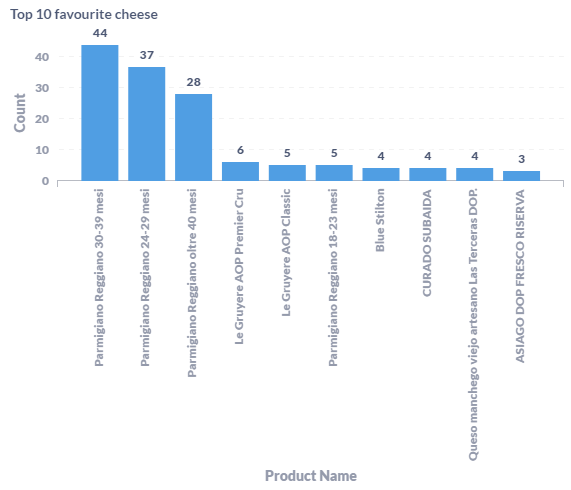 Top 10 favourite cheese
44
37
28
6
5
5
4
4
4
3
40
30
20
10
0
Count
Parmigiano Reggiano 30-39 mesi
Parmigiano Reggiano 24-29 mesi
Parmigiano Reggiano oltre 40 mesi
Le Gruyere AOP Premier Cru
Le Gruyere AOP Classic
Parmigiano Reggiano 18-23 mesi
Blue Stilton
CURADO SUBAIDA
Queso manchego viejo artesano Las Terceras DOP.
ASIAGO DOP FRESCO RISERVA
Product Name